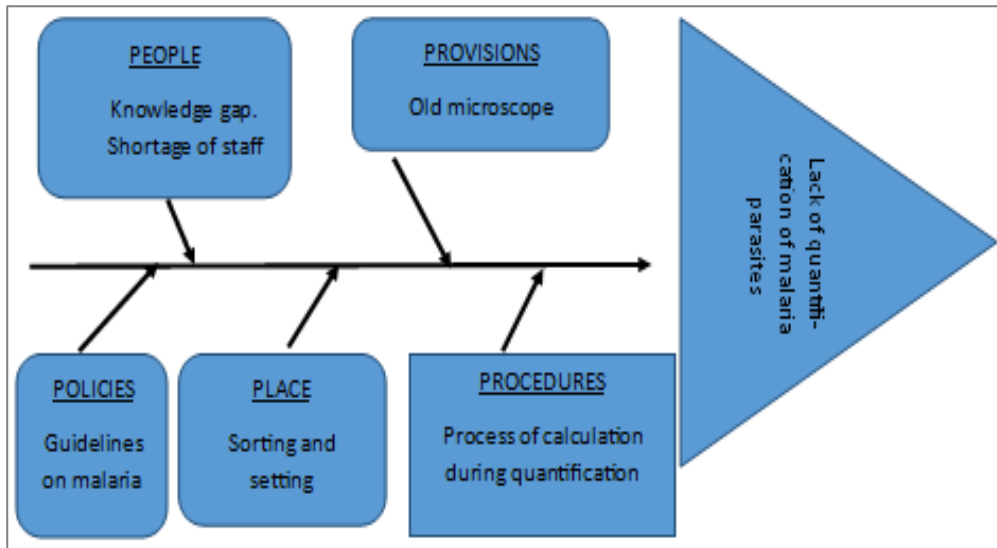 PEOPLE
Knowledge gap.
Shortage of staff
PROVISIONS
Old microscope
Lack of quantifi-
cation of malaria
parasites
POLICIES
Guidelines
on malaria
PLACE
Sorting and
setting
PROCEDURES
Process of calculation
during quantification